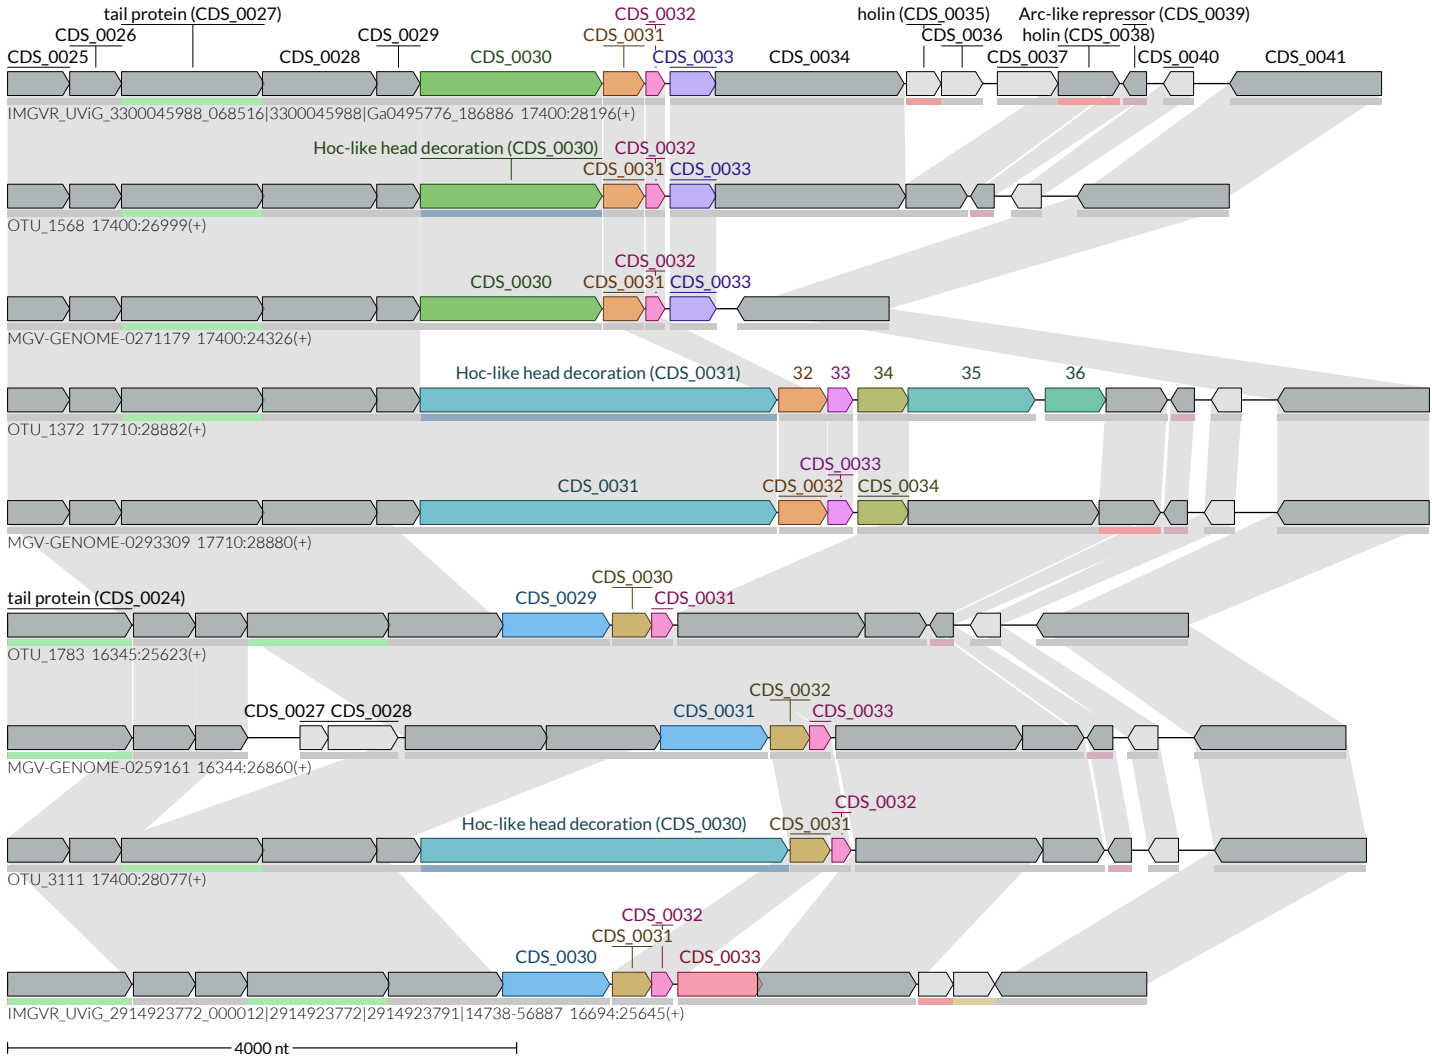 tail protein (CDS_0027) CDS_0032 holin (CDS_0035) Arc-like repressor (CDS_0039)
CDS_0026 CDS_0029 CDS_0031 CDS_0036 holin (CDS_0038)
CDS_0025 CDS_0028 CDS_0030 CDS_0033 CDS_0034 CDS_0037 CDS_0040 CDS_0041
IMGVR_UViG_3300045988_068516|3300045988|Ga0495776_186886 17400:28196(+)
Hoc-like head decoration (CDS_0030) CDS_0032
CDS_0031 CDS_0033
OTU_1568 17400:26999(+)
CDS_0032
CDS_0030 CDS_0031 CDS_0033
MGV-GENOME-0271179 17400:24326(+)
Hoc-like head decoration (CDS_0031) 32 33 34 35 36
OTU_1372 17710:28882(+)
CDS_0033
CDS_0031 CDS_0032 CDS_0034
MGV-GENOME-0293309 17710:28880(+)
CDS_0030
tail protein (CDS_0024) CDS_0029 CDS_0031
OTU_1783 16345:25623(+)
CDS_0032
CDS_0027 CDS_0028 CDS_0031 CDS_0033
MGV-GENOME-0259161 16344:26860(+)
CDS_0032
Hoc-like head decoration (CDS_0030) CDS_0031
OTU_3111 17400:28077(+)
CDS_0032
CDS_0031
CDS_0030 CDS_0033
IMGVR_UViG_2914923772_000012|2914923772|2914923791|14738-56887 16694:25645(+)
4000 nt